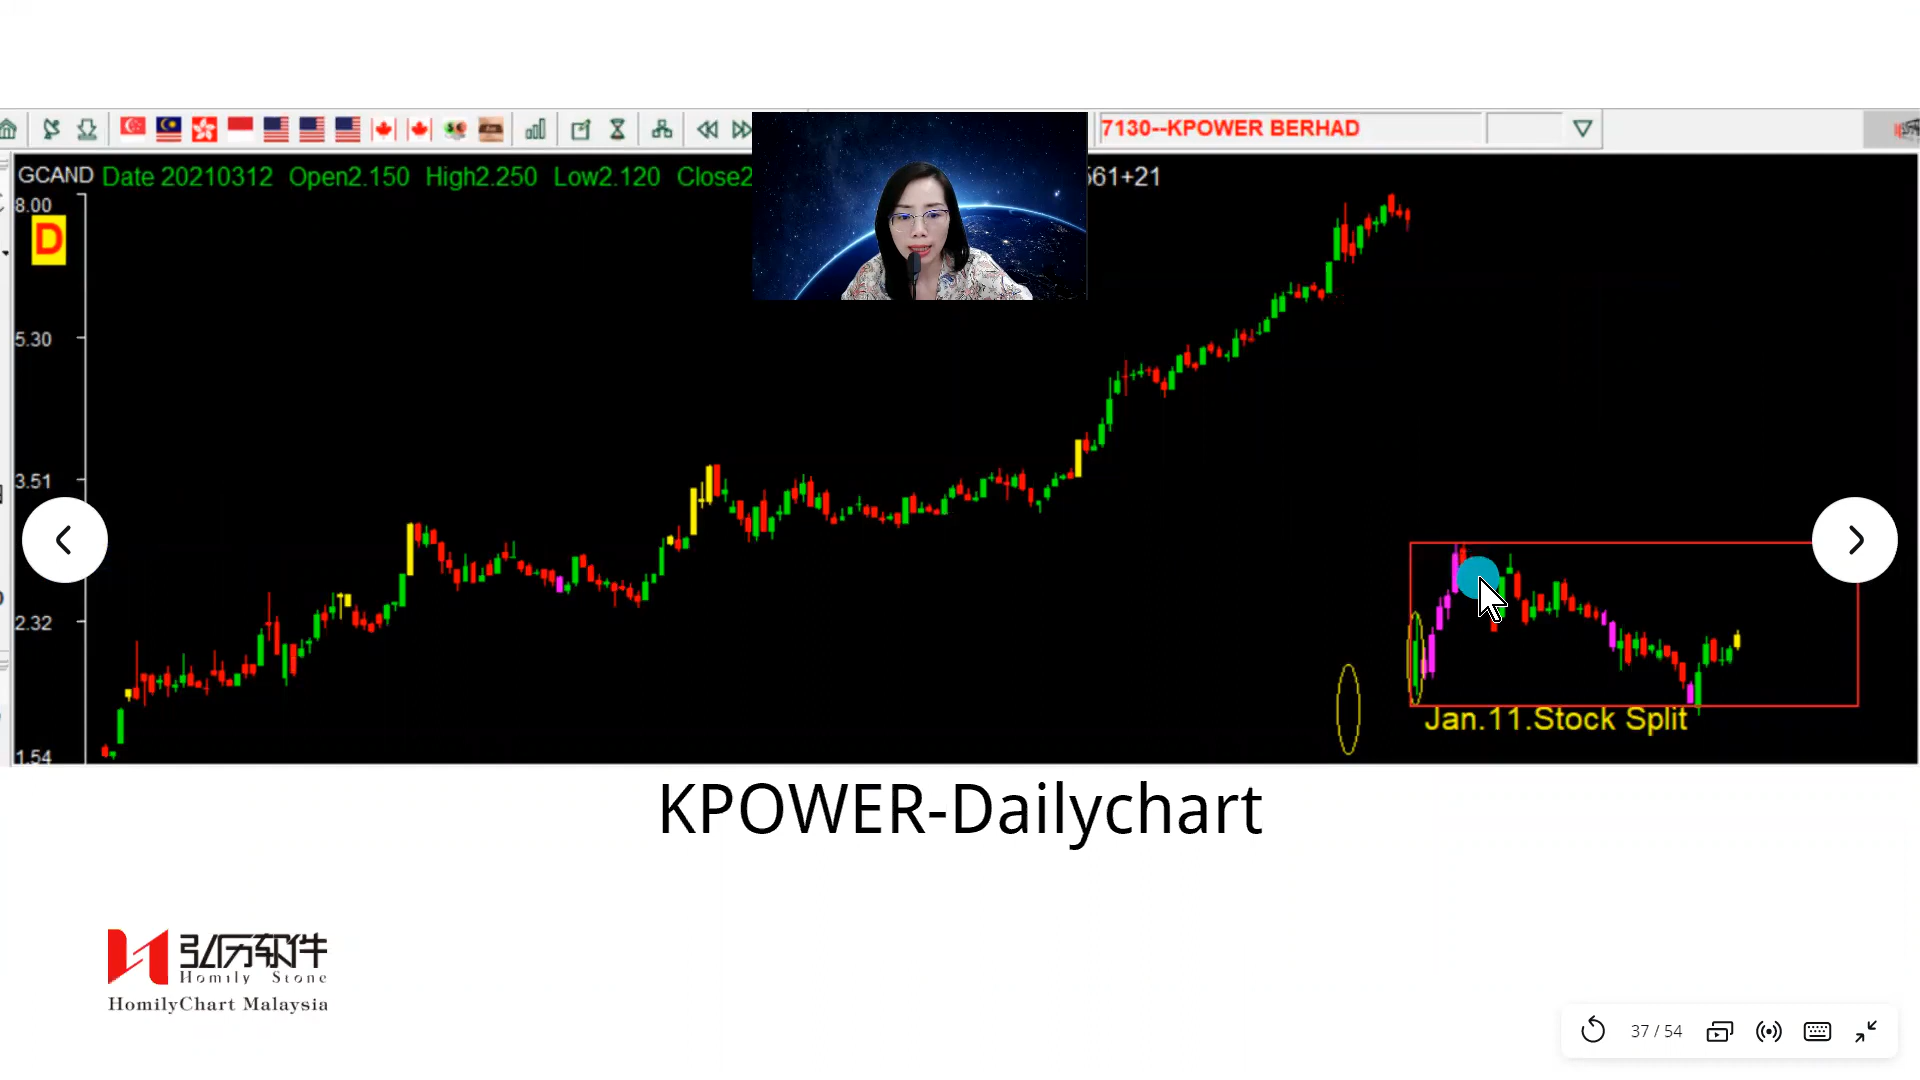 7130--KPOWER BERHAD
GCAND Date 20210312 Open2.150 High2.250 Low2.120 Close2 561+21
8.00
D
5.30
3.51
2.32
Jan.11.Stock Split
1.54
KPOWER-Dailychart
弘历软件
Homily Stone
HomilyChart Malaysia
37 / 54